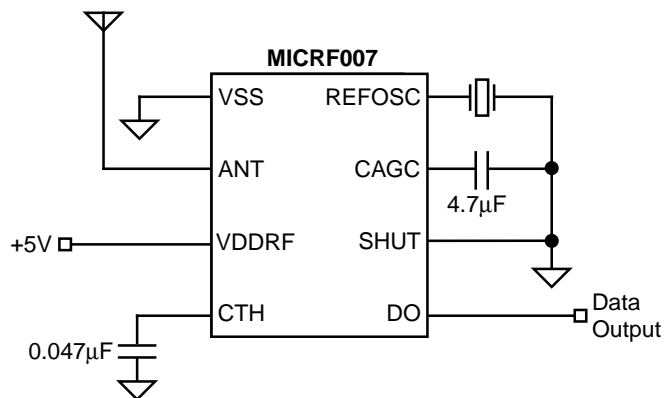 MICRF007
VSS
REFOSC
ANT
CAGC
4.7µF
+5V
VDDRF
SHUT
CTH
DO
Data
Output
0.047µF